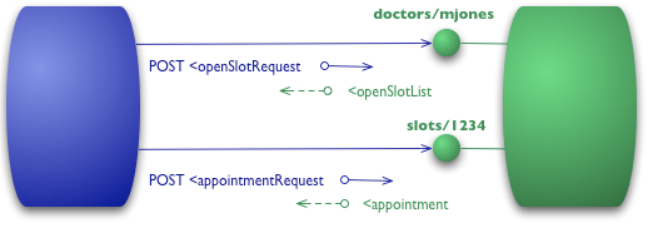 doctors/mjones
POST <openSlotRequest
<openSlotList
slots/1234
POST <appointmentRequest
<appointment